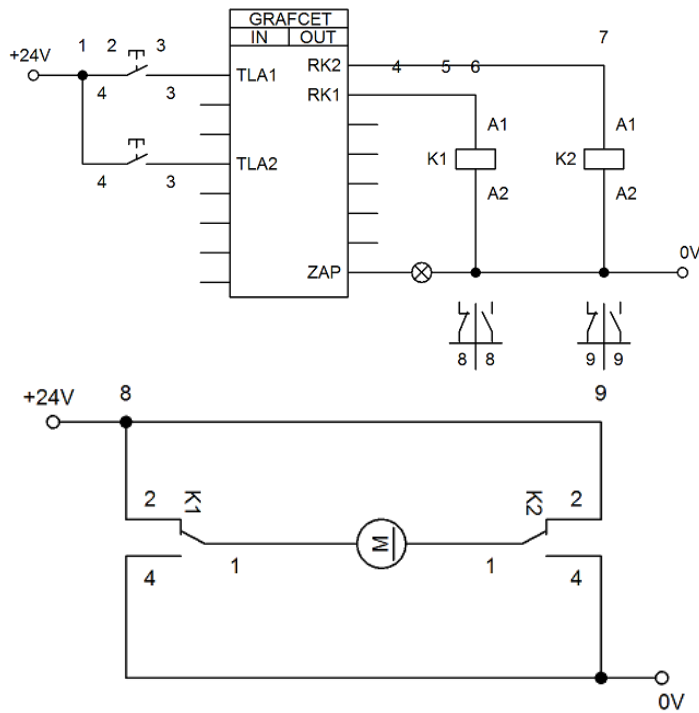 GRAFCET
IN OUT
1 2 3 7
+24V
TLA1 RK2 4 5 6
4 3 RK1
A1 A1
K1 K2
TLA2
4 3 A2 A2
0V
ZAP
8 8 9 9
+24V 8 9
2 K1 K2 2
M
4 1 1 4
0V